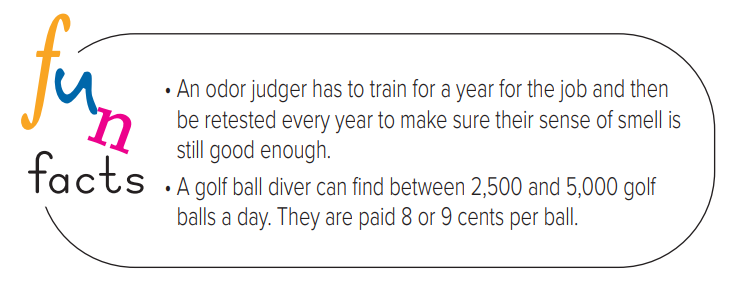 fun
facts
• An odor judger has to train for a year for the job and then
be retested every year to make sure their sense of smell is
still good enough.
• A golf ball diver can find between 2,500 and 5,000 golf
balls a day. They are paid 8 or 9 cents per ball.